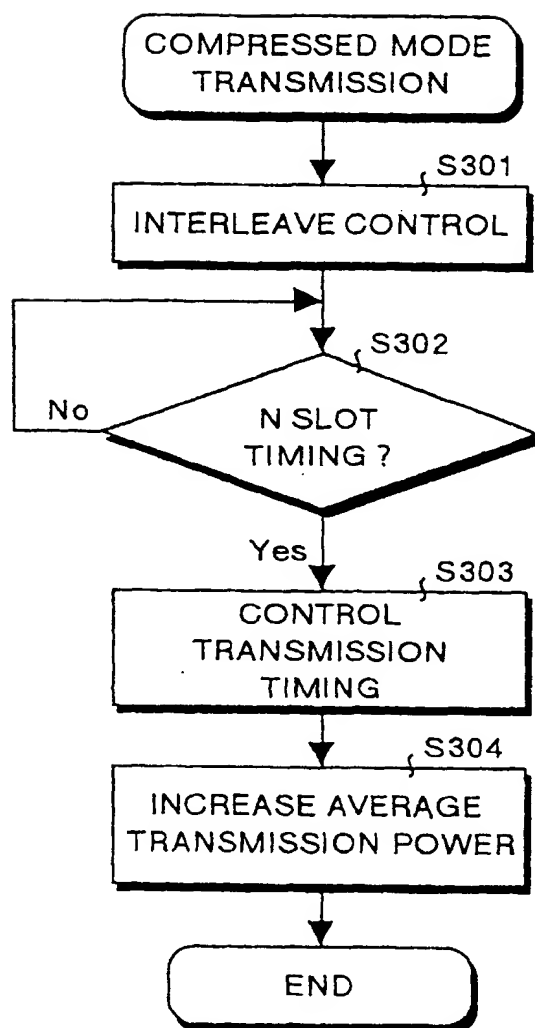 COMPRESSED MODE
TRANSMISSION
S301
INTERLEAVE CONTROL
S302
No
N SLOT
TIMING ?
Yes
S303
CONTROL
TRANSMISSION
TIMING
S304
INCREASE AVERAGE
TRANSMISSION POWER
END